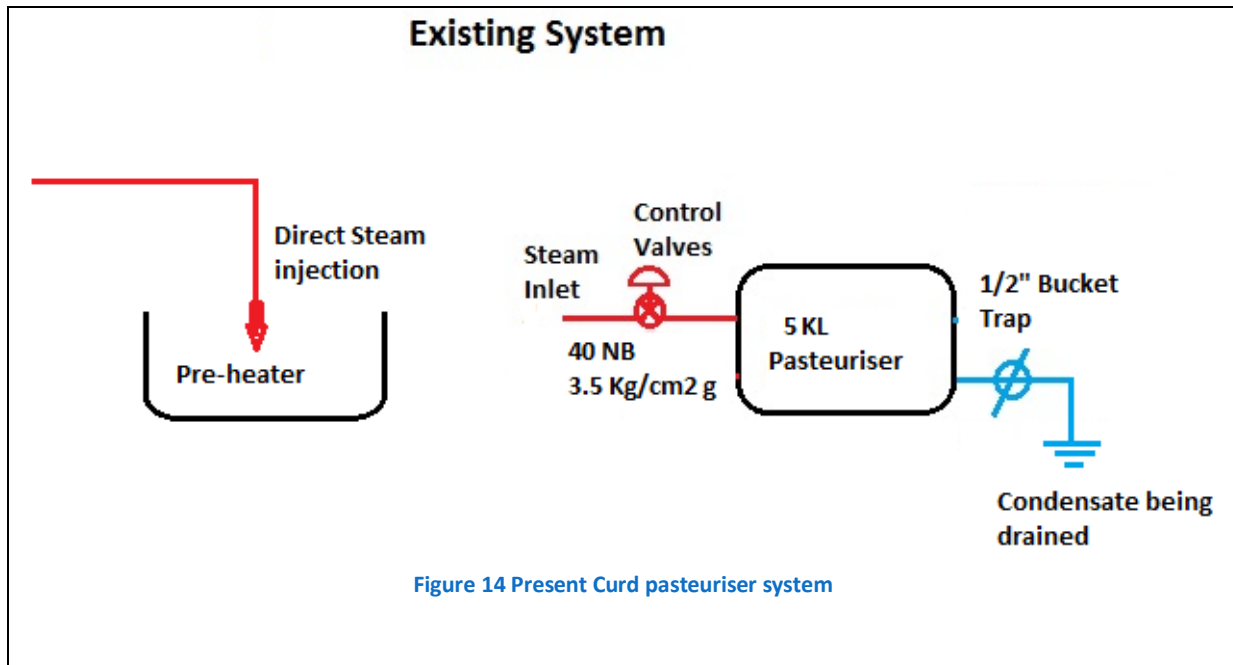 Existing System
Direct Steam
injection
Pre-heater
Steam
Inlet
Control
Valves
40 NB
3.5 Kg/cm2 g
5 KL
Pasteuriser
1/2" Bucket
Trap
Condensate being
drained
Figure 14 Present Curd pasteuriser system